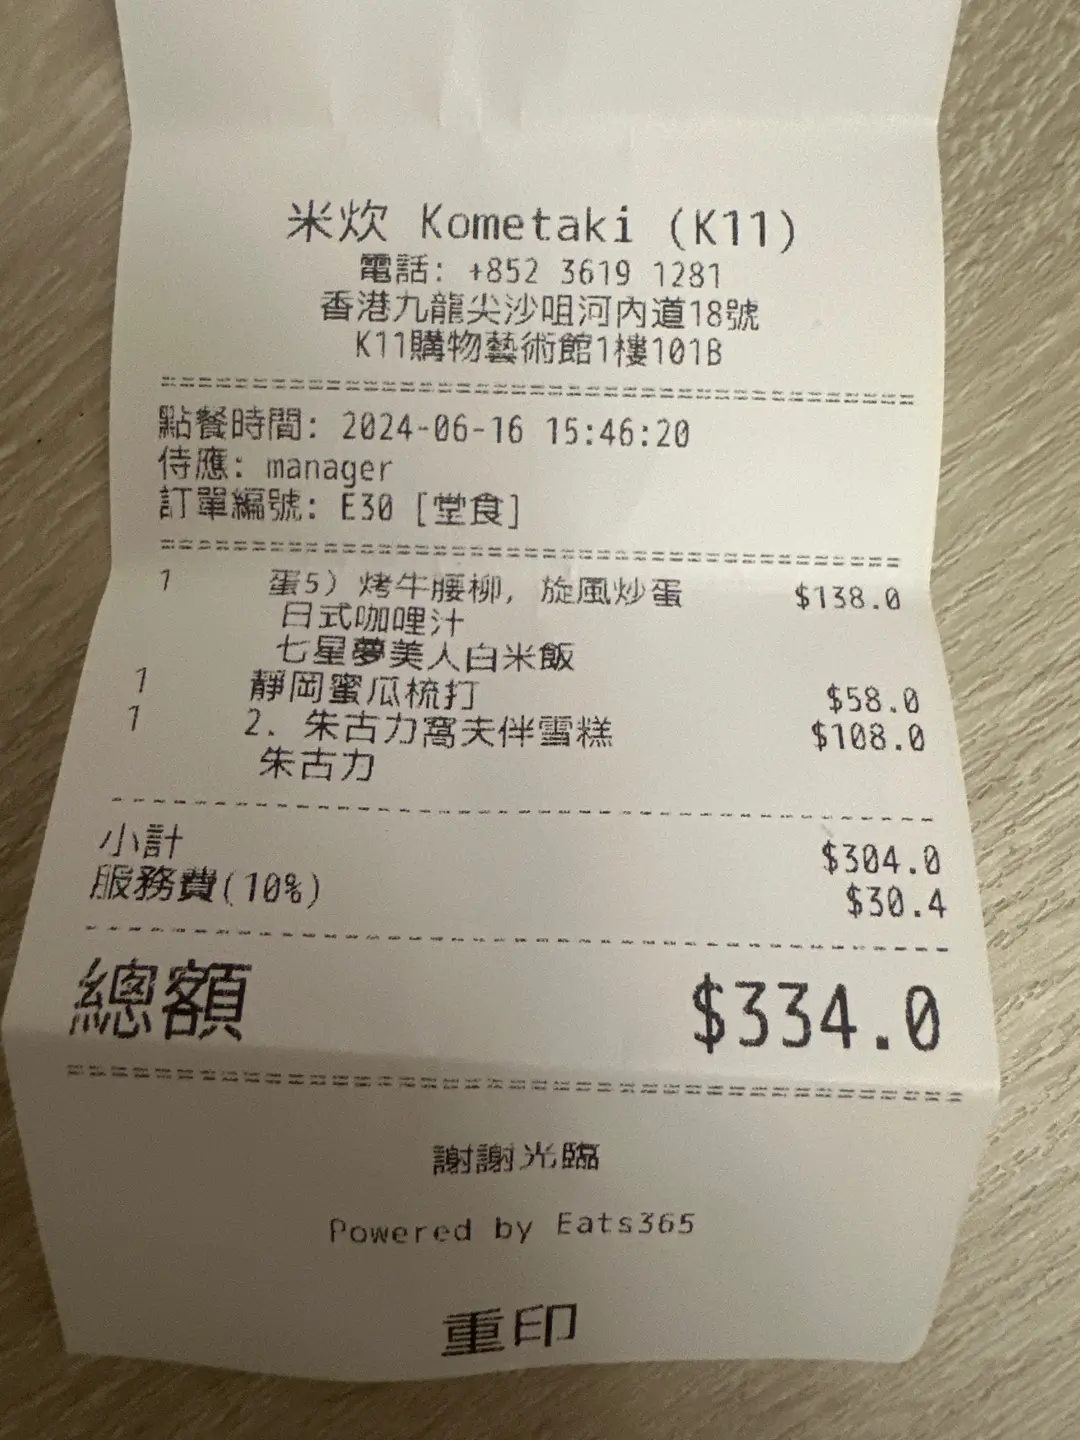 米炊 Kometaki (K11)
電話: +852 3619 1281
香港九龍尖沙咀河內道18號
K11購物藝術館1樓101B
點餐時間: 2024-06-16 15:46:20
侍應: manager
訂單編號: E30 [堂食]
1 蛋5) 烤牛腰柳, 旋風炒蛋 $138.0
日式咖哩汁
七星夢美人白米飯
1 靜岡蜜瓜梳打 $58.0
1 2. 朱古力窩夫伴雪糕 $108.0
朱古力
小計 $304.0
服務費(10%) $30.4
總額 $334.0
謝謝光臨
Powered by Eats365
重印